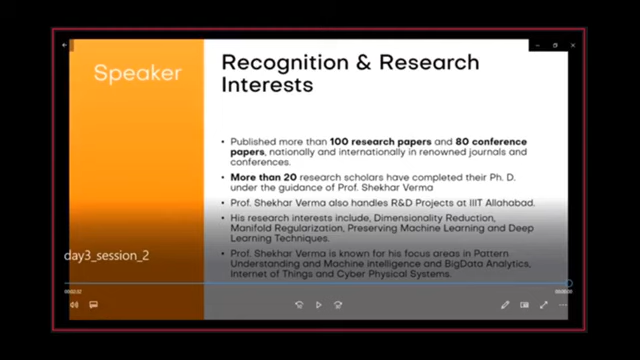 Speaker
Recognition & Research
Interests
• Published more than 100 research papers and 80 conference
papers, nationally and internationally in renowned journals and
conferences.
• More than 20 research scholars have completed their Ph. D.
under the guidance of Prof. Shekhar Verma
• Prof. Shekhar Verma also handles R&D Projects at IIIT Allahabad.
• His research interests include, Dimensionality Reduction,
Manifold Regularization, Preserving Machine Learning and Deep
Learning Techniques.
• Prof. Shekhar Verma is known for his focus areas in Pattern
Understanding and Machine intelligence and BigData Analytics,
Internet of Things and Cyber Physical Systems.
day3_session_2